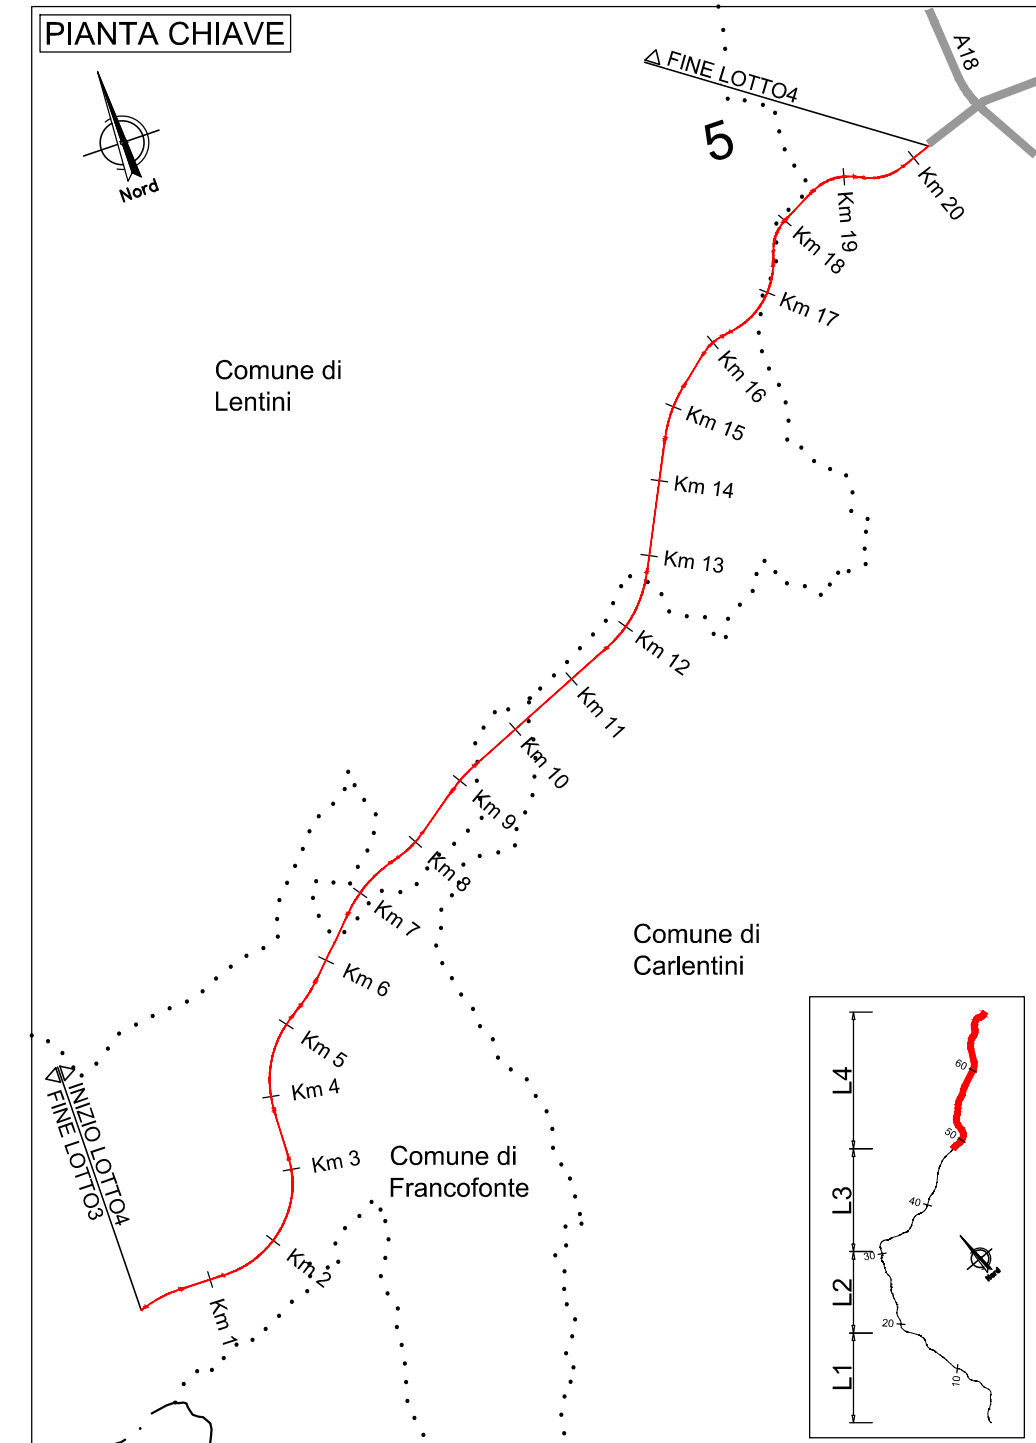 PIANTA CHIAVE
A18
FINE LOTTO4
5
Nord
Km 20
Km 19
Km 18
Km 17
Km 16
Comune di
Lentini
Km 15
Km 14
Km 13
Km 12
Km 11
Km 10
Km 9
Km 8
Km 7
Comune di
Carlentini
Km 6
Km 5
Km 4
INIZIO LOTTO4
FINE LOTTO3
Km 3
Comune di
Francofonte
Km 2
Km 1
L4
60
50
L3
40
30
Nord
L2
20
L1
10